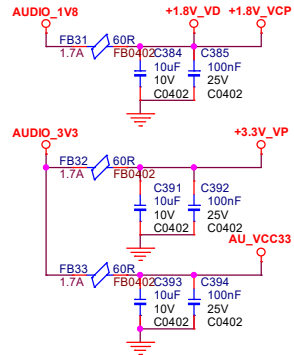 AUDIO_1V8
+1.8V_VD
+1.8V_VCP
FB31
60R
1.7A
FB0402
C384
10uF
10V
C0402
C385
100nF
25V
C0402
AUDIO_3V3
+3.3V_VP
FB32
60R
1.7A
FB0402
C391
10uF
10V
C0402
C392
100nF
25V
C0402
AU_VCC33
FB33
60R
1.7A
FB0402
C393
10uF
10V
C0402
C394
100nF
25V
C0402